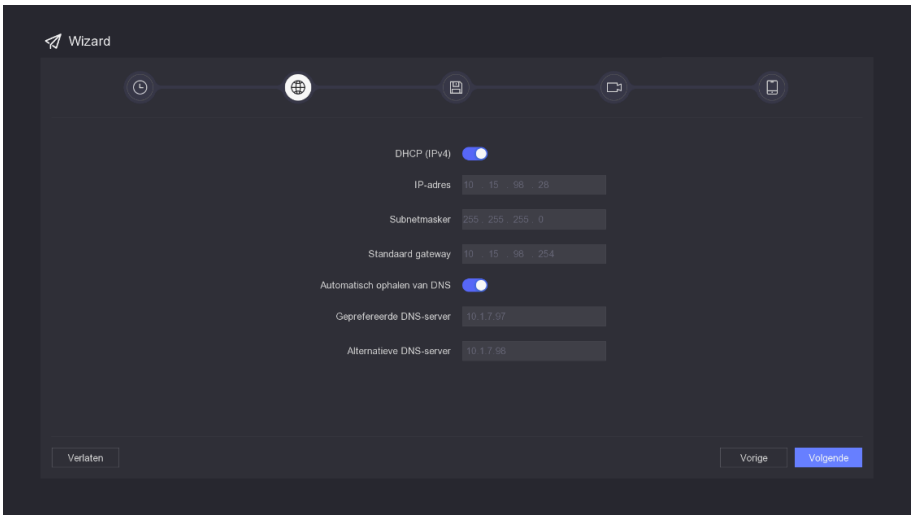 Wizard
DHCP (IPv4)
IP-adres 10 . 15 . 98 . 28
Subnetmasker 255 . 255 . 255 . 0
Standaard gateway 10 . 15 . 98 . 254
Automatisch ophalen van DNS
Geprefereerde DNS-server 10.1.7.97
Alternatieve DNS-server 10.1.7.98
Verlaten Vorige Volgende